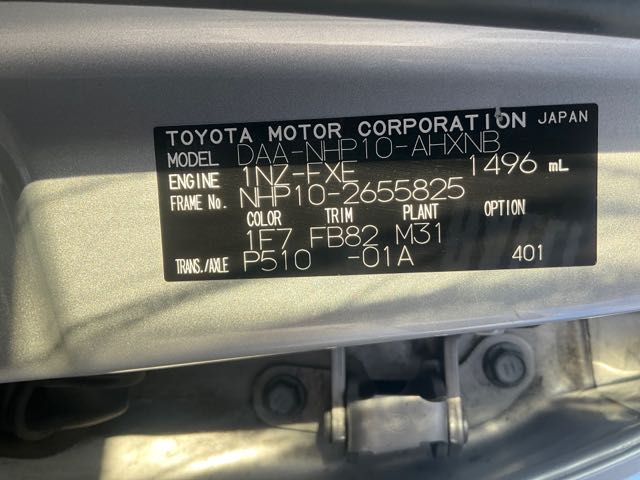 TOYOTA MOTOR CORPORATION JAPAN
MODEL DAA-NHP10-AHXNB
ENGINE 1NZ-FXE 1496 mL
FRAME No. NHP10-2655825
COLOR TRIM PLANT OPTION
1F7 FB82 M31
TRANS./AXLE P510 -01A 401